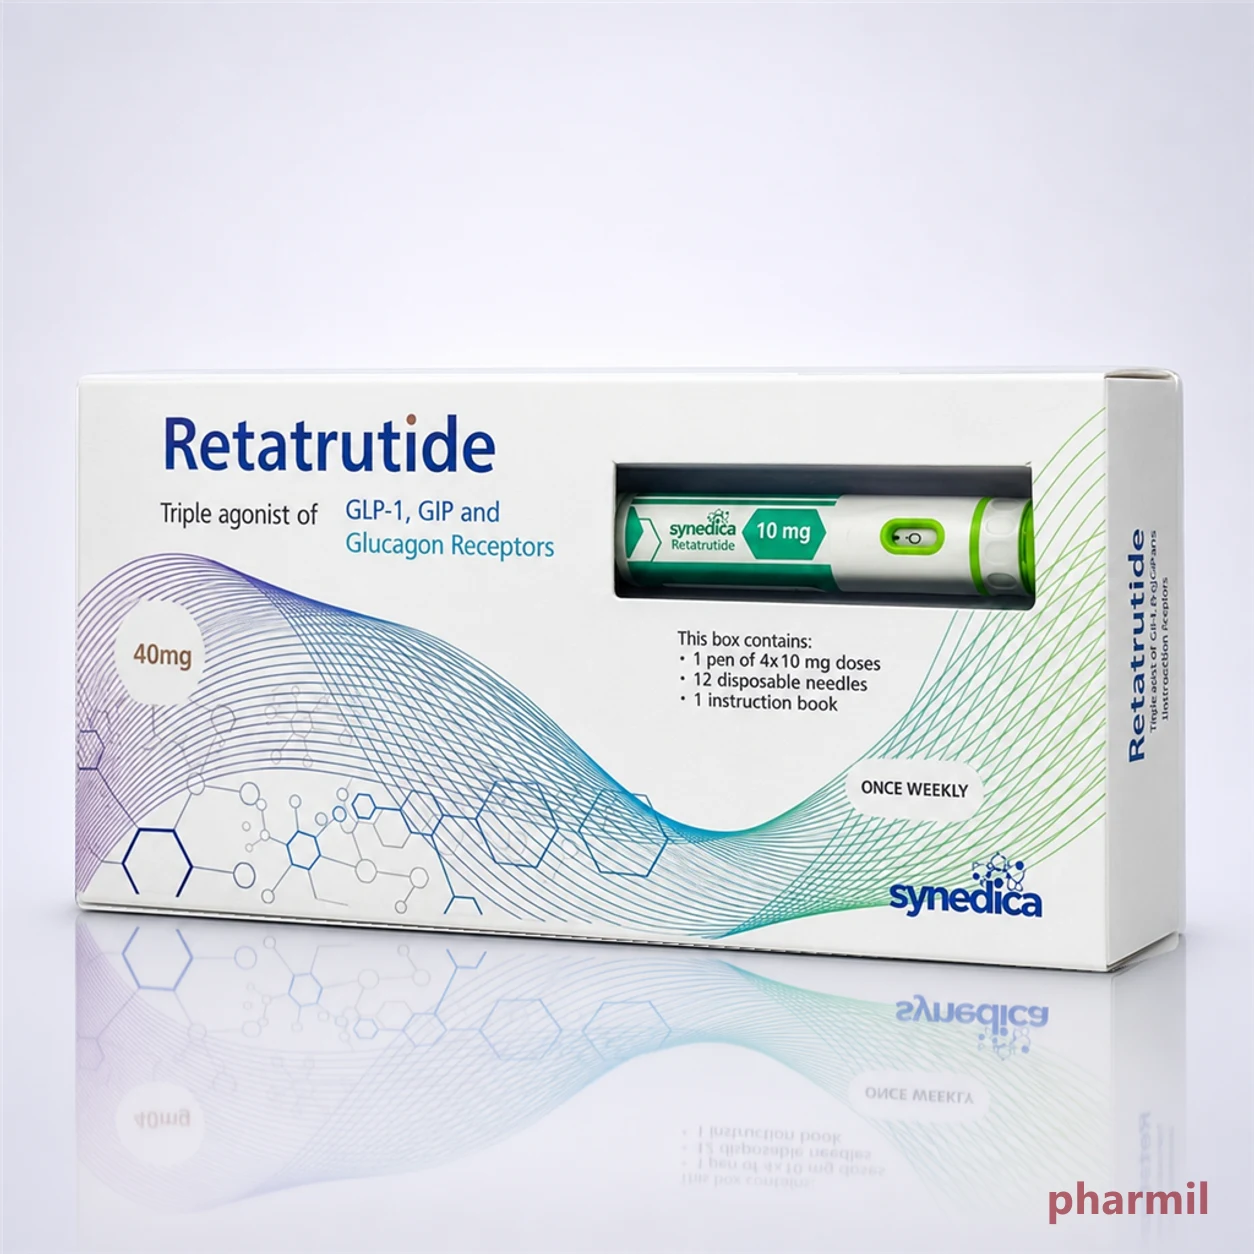 Retatrutide
Triple agonist of
GLP-1, GIP and
Glucagon Receptors
synedica
Retatrutide
10 mg
40mg
This box contains:
• 1 pen of 4x10 mg doses
• 12 disposable needles
• 1 instruction book
ONCE WEEKLY
synedica
Retatrutide
pharmil